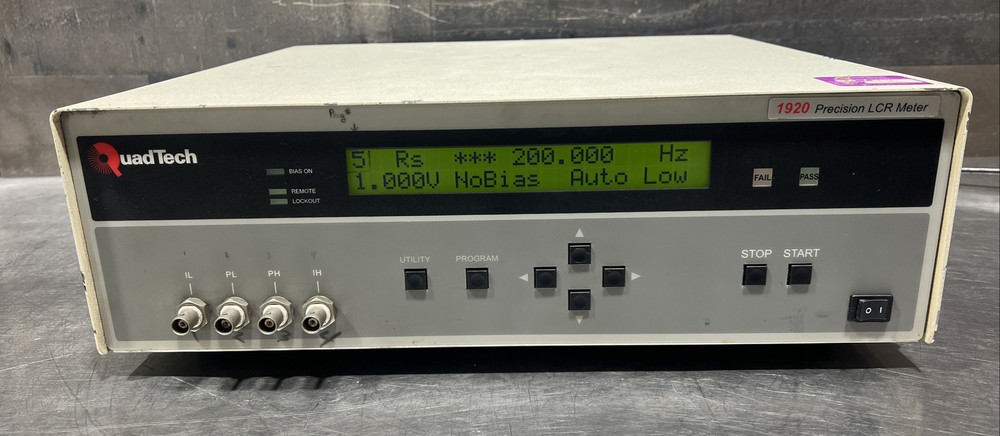 Prog#
1920 Precision LCR Meter
QuadTech
BIAS ON
REMOTE
LOCKOUT
5 Rs *** 200.000 Hz
1.000V NoBias Auto Low
FAIL
PASS
UTILITY
PROGRAM
STOP
START
IL
PL
PH
IH
O I